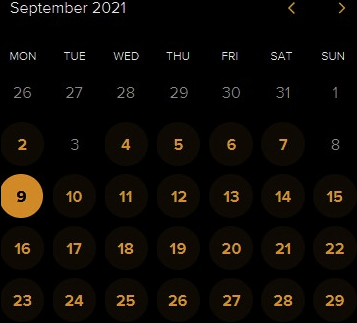 September 2021
MON TUE WED THU FRI SAT SUN
26 27 28 29 30 31 1
2 3 4 5 6 7 8
9 10 11 12 13 14 15
16 17 18 19 20 21 22
23 24 25 26 27 28 29